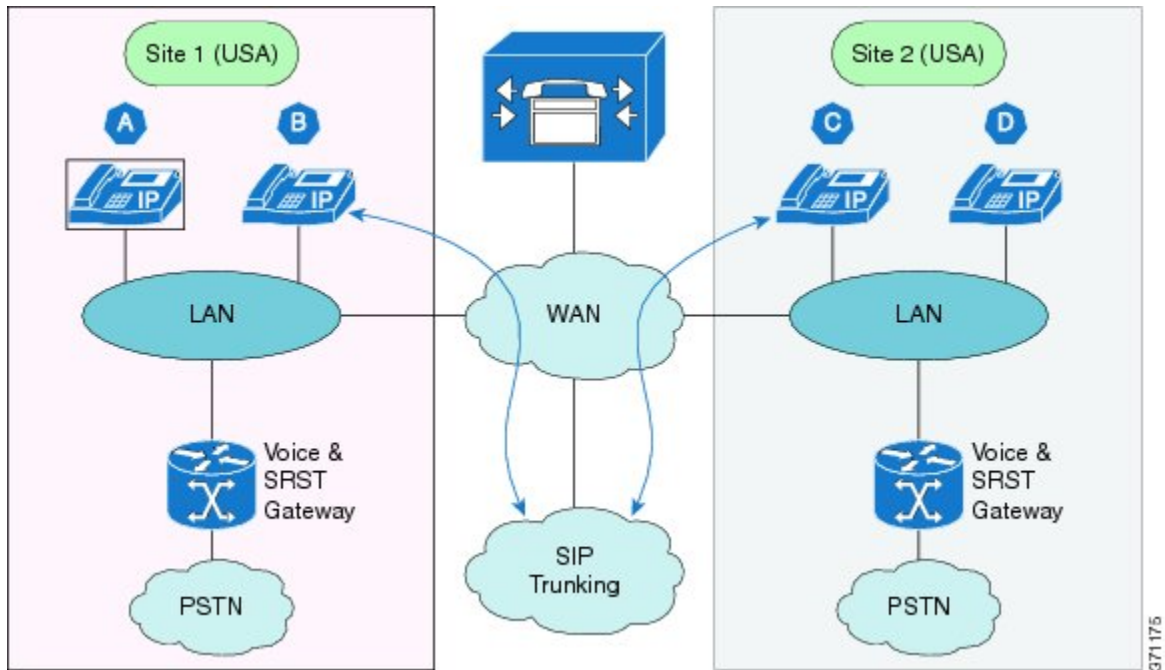 Site 1 (USA)
Site 2 (USA)
A
B
C
D
IP
IP
IP
IP
LAN
WAN
LAN
Voice &
SRST
Gateway
Voice &
SRST
Gateway
SIP
Trunking
PSTN
PSTN
271175